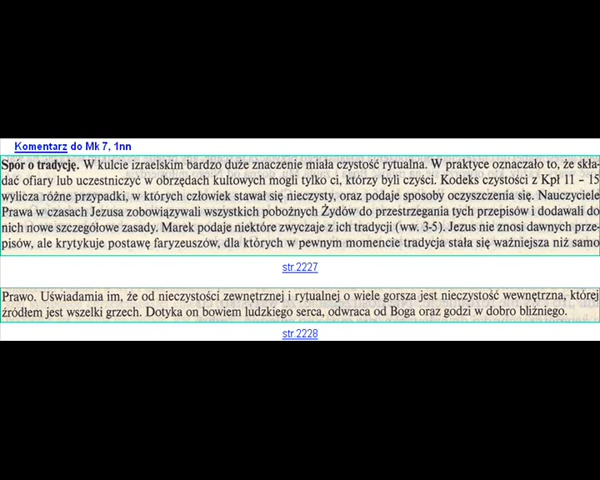 Komentarz do Mk 7, 1nn
Spór o tradycję. W kulcie izraelskim bardzo duże znaczenie miała czystość rytualna. W praktyce oznaczało to, że skła-
dać ofiary lub uczestniczyć w obrzędach kultowych mogli tylko ci, którzy byli czyści. Kodeks czystości z Kpł 11 – 15
wylicza różne przypadki, w których człowiek stawał się nieczysty, oraz podaje sposoby oczyszczenia się. Nauczyciele
Prawa w czasach Jezusa zobowiązywali wszystkich pobożnych Żydów do przestrzegania tych przepisów i dodawali do
nich nowe szczegółowe zasady. Marek podaje niektóre zwyczaje z ich tradycji (ww. 3-5). Jezus nie znosi dawnych prze-
pisów, ale krytykuje postawę faryzeuszów, dla których w pewnym momencie tradycja stała się ważniejsza niż samo
str.2227
Prawo. Uświadamia im, że od nieczystości zewnętrznej i rytualnej o wiele gorsza jest nieczystość wewnętrzna, której
źródłem jest wszelki grzech. Dotyka on bowiem ludzkiego serca, odwraca od Boga oraz godzi w dobro bliźniego.
str.2228